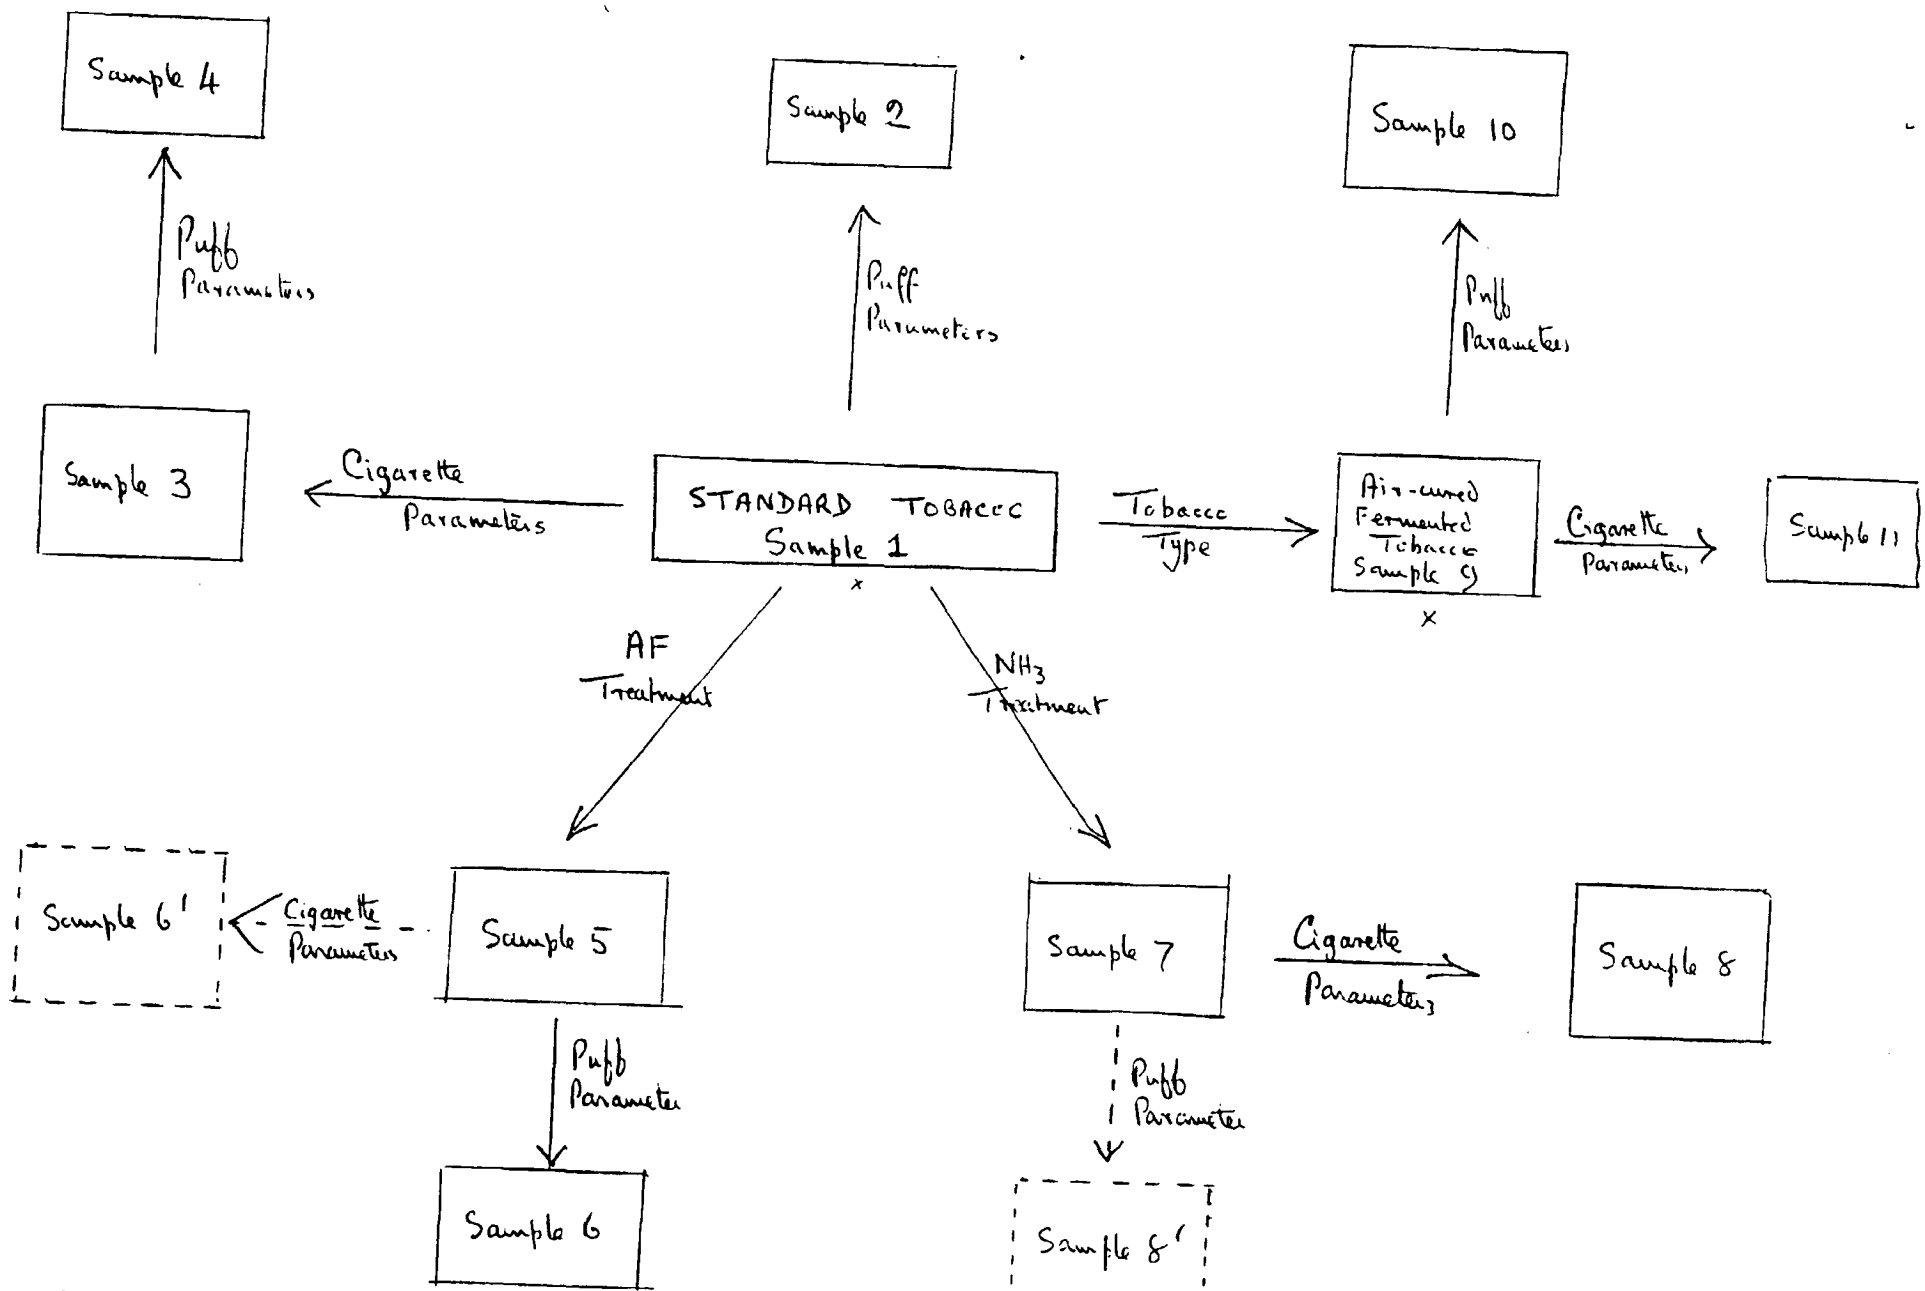 Sample 4
Sample 2
Sample 10
Puff
Parameters
Puff
Parameters
Puff
Parameters
Sample 3
Cigarette
Parameters
STANDARD TOBACCO
Sample 1
x
Tobacco
Type
Air-cured
Fermented
Tobacco
Sample 9
x
Cigarette
Parameters
Sample 11
AF
Treatment
NH3
Treatment
Sample 6'
Cigarette
Parameters
Sample 5
Sample 7
Cigarette
Parameters
Sample 8
Puff
Parameter
Puff
Parameter
Sample 6
Sample 8'